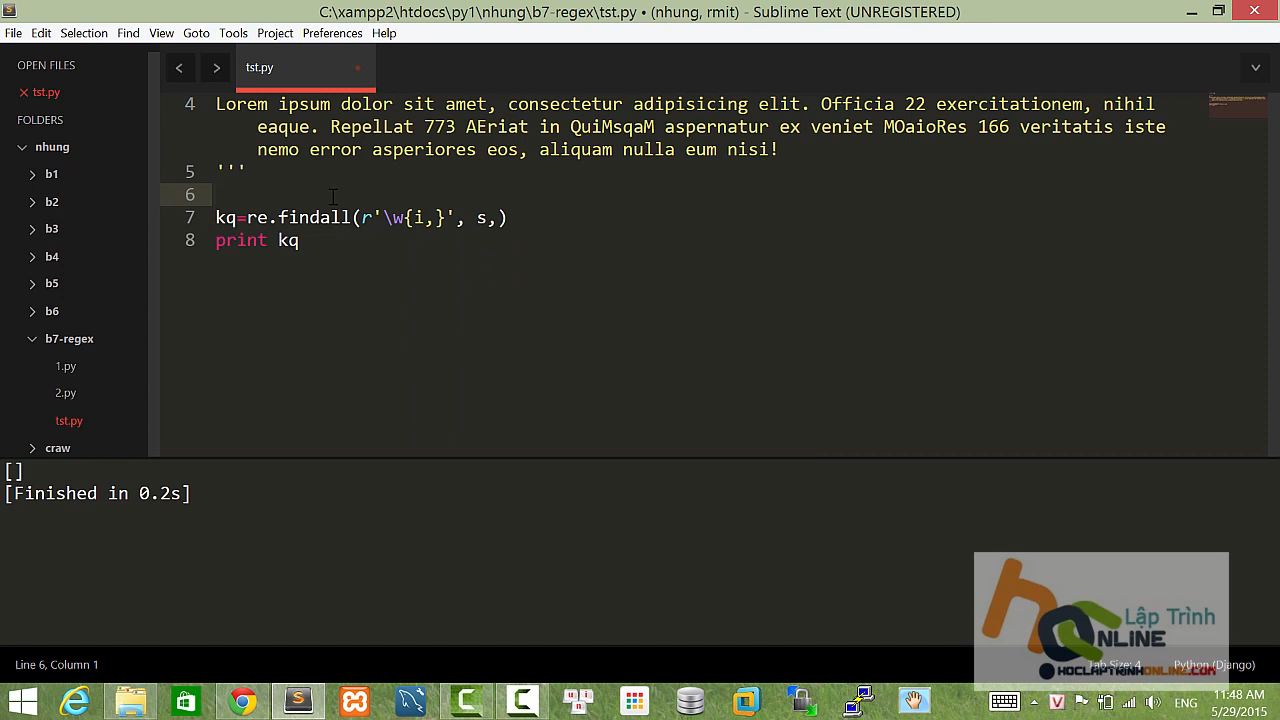 C:\xampp2\htdocs\py1\nhung\b7-regex\tst.py • (nhung, rmit) - Sublime Text (UNREGISTERED)
File Edit Selection Find View Goto Tools Project Preferences Help
OPEN FILES
tst.py
FOLDERS
nhung
b1
b2
b3
b4
b5
b6
b7-regex
1.py
2.py
tst.py
craw
tst.py
4 Lorem ipsum dolor sit amet, consectetur adipisicing elit. Officia 22 exercitationem, nihil
eaque. RepelLat 773 AEriat in QuiMsqaM aspernatur ex veniet MOaioRes 166 veritatis iste
nemo error asperiores eos, aliquam nulla eum nisi!
5 '''
6
7 kq=re.findall(r'\w{i,}', s,)
8 print kq
[]
[Finished in 0.2s]
Lập Trình
ONLINE
HOCLAPTRINHONLINE.COM
Line 6, Column 1
Tab Size: 4
Python (Django)
ENG
11:48 AM
5/29/2015